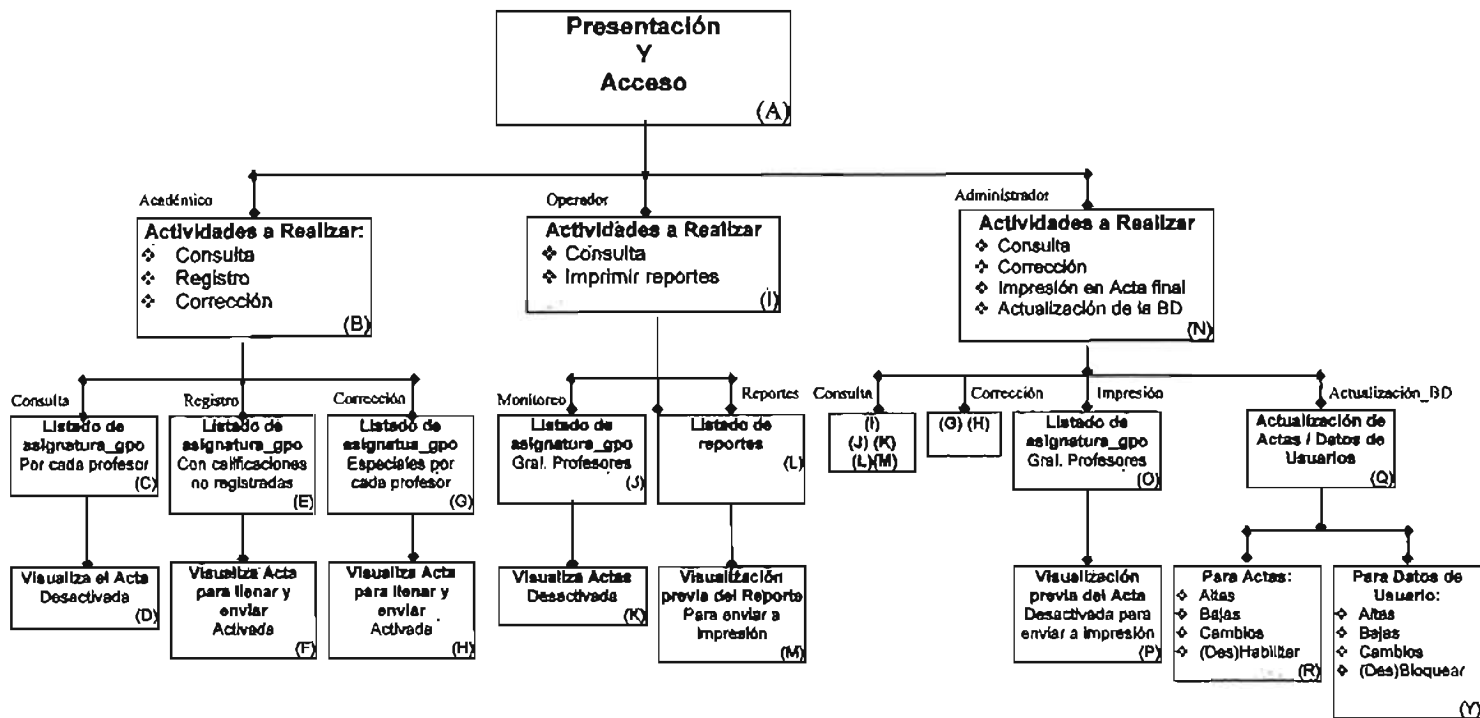 Presentación
Y
Acceso
(A)
Académico
Actividades a Realizar:
❖ Consulta
❖ Registro
❖ Corrección
(B)
Operador
Actividades a Realizar
❖ Consulta
❖ Imprimir reportes
(I)
Administrador
Actividades a Realizar
❖ Consulta
❖ Corrección
❖ Impresión en Acta final
❖ Actualización de la BD
(N)
Consulta
Listado de
asignatura_gpo
Por cada profesor
(C)
Registro
Listado de
asignatura_gpo
Con calificaciones
no registradas
(E)
Corrección
Listado de
asignatua_gpo
Especiales por
cada profesor
(G)
Monitoreo
Listado de
asignatura_gpo
Gral. Profesores
(J)
Reportes
Listado de
reportes
(L)
Consulta
(I)
(J) (K)
(L)(M)
Corrección
(G) (H)
Impresión
Listado de
asignatura_gpo
Gral. Profesores
(O)
Actualización_BD
Actualización de
Actas / Datos de
Usuarios
(Q)
Visualiza el Acta
Desactivada
(D)
Visualiza Acta
para llenar y
enviar
Activada
(F)
Visualiza Acta
para llenar y
enviar
Activada
(H)
Visualiza Actas
Desactivada
(K)
Visualización
previa del Reporte
Para enviar a
impresión
(M)
Visualización
previa del Acta
Desactivada para
enviar a impresión
(P)
Para Actas:
❖ Altas
❖ Bajas
❖ Cambios
❖ (Des)Habilitar
(R)
Para Datos de
Usuario:
❖ Altas
❖ Bajas
❖ Cambios
❖ (Des)Bloquear
(Y)